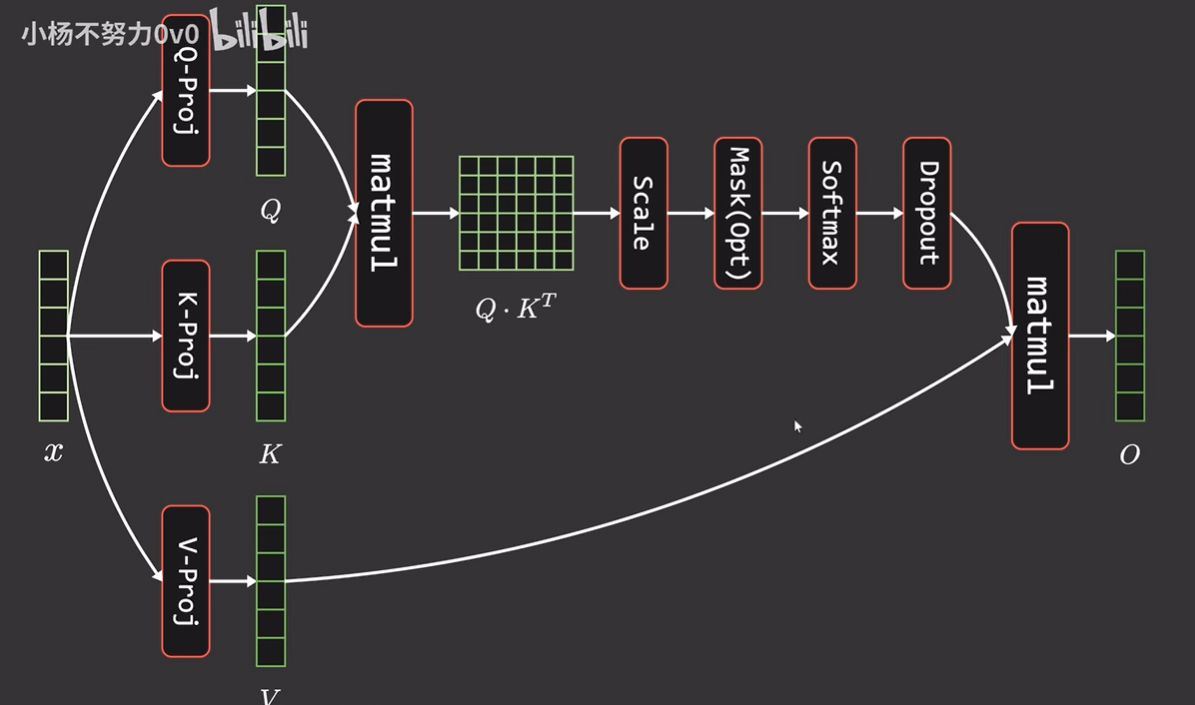 小杨不努力0v0 bilibili
Q-Proj
Q
matmul
Q · K^T
Scale
Mask(Opt)
Softmax
Dropout
matmul
O
x
K-Proj
K
V-Proj
V